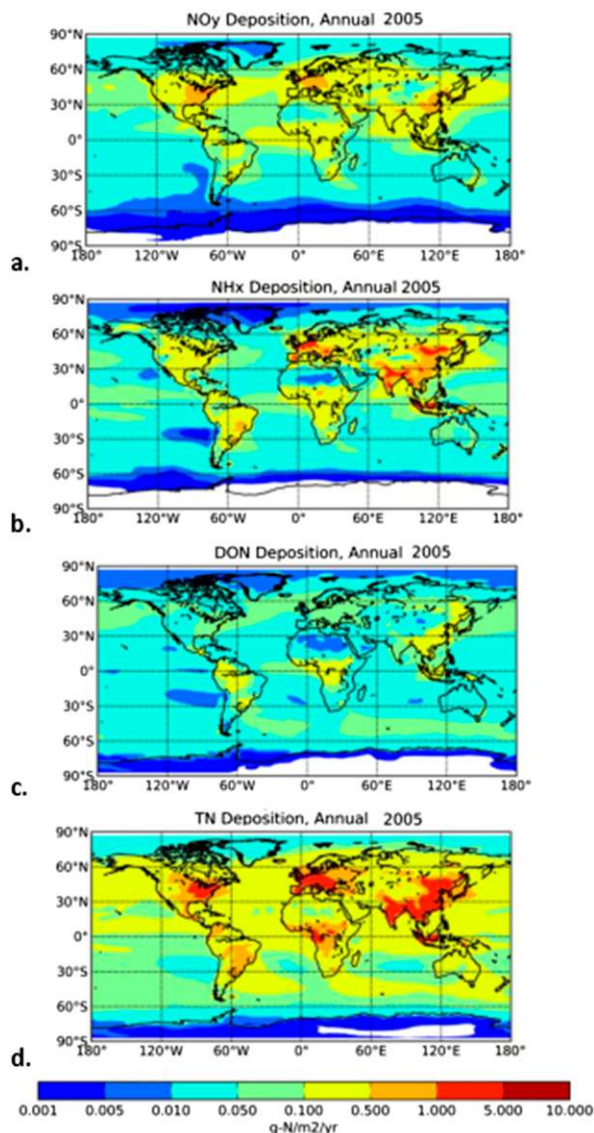 NOy Deposition, Annual 2005
90°N
60°N
30°N
0°
30°S
60°S
90°S
180° 120°W 60°W 0° 60°E 120°E 180°
a.
NHx Deposition, Annual 2005
90°N
60°N
30°N
0°
30°S
60°S
90°S
180° 120°W 60°W 0° 60°E 120°E 180°
b.
DON Deposition, Annual 2005
90°N
60°N
30°N
0°
30°S
60°S
90°S
180° 120°W 60°W 0° 60°E 120°E 180°
c.
TN Deposition, Annual 2005
90°N
60°N
30°N
0°
30°S
60°S
90°S
180° 120°W 60°W 0° 60°E 120°E 180°
d.
0.001 0.005 0.010 0.050 0.100 0.500 1.000 5.000 10.000
g-N/m2/yr